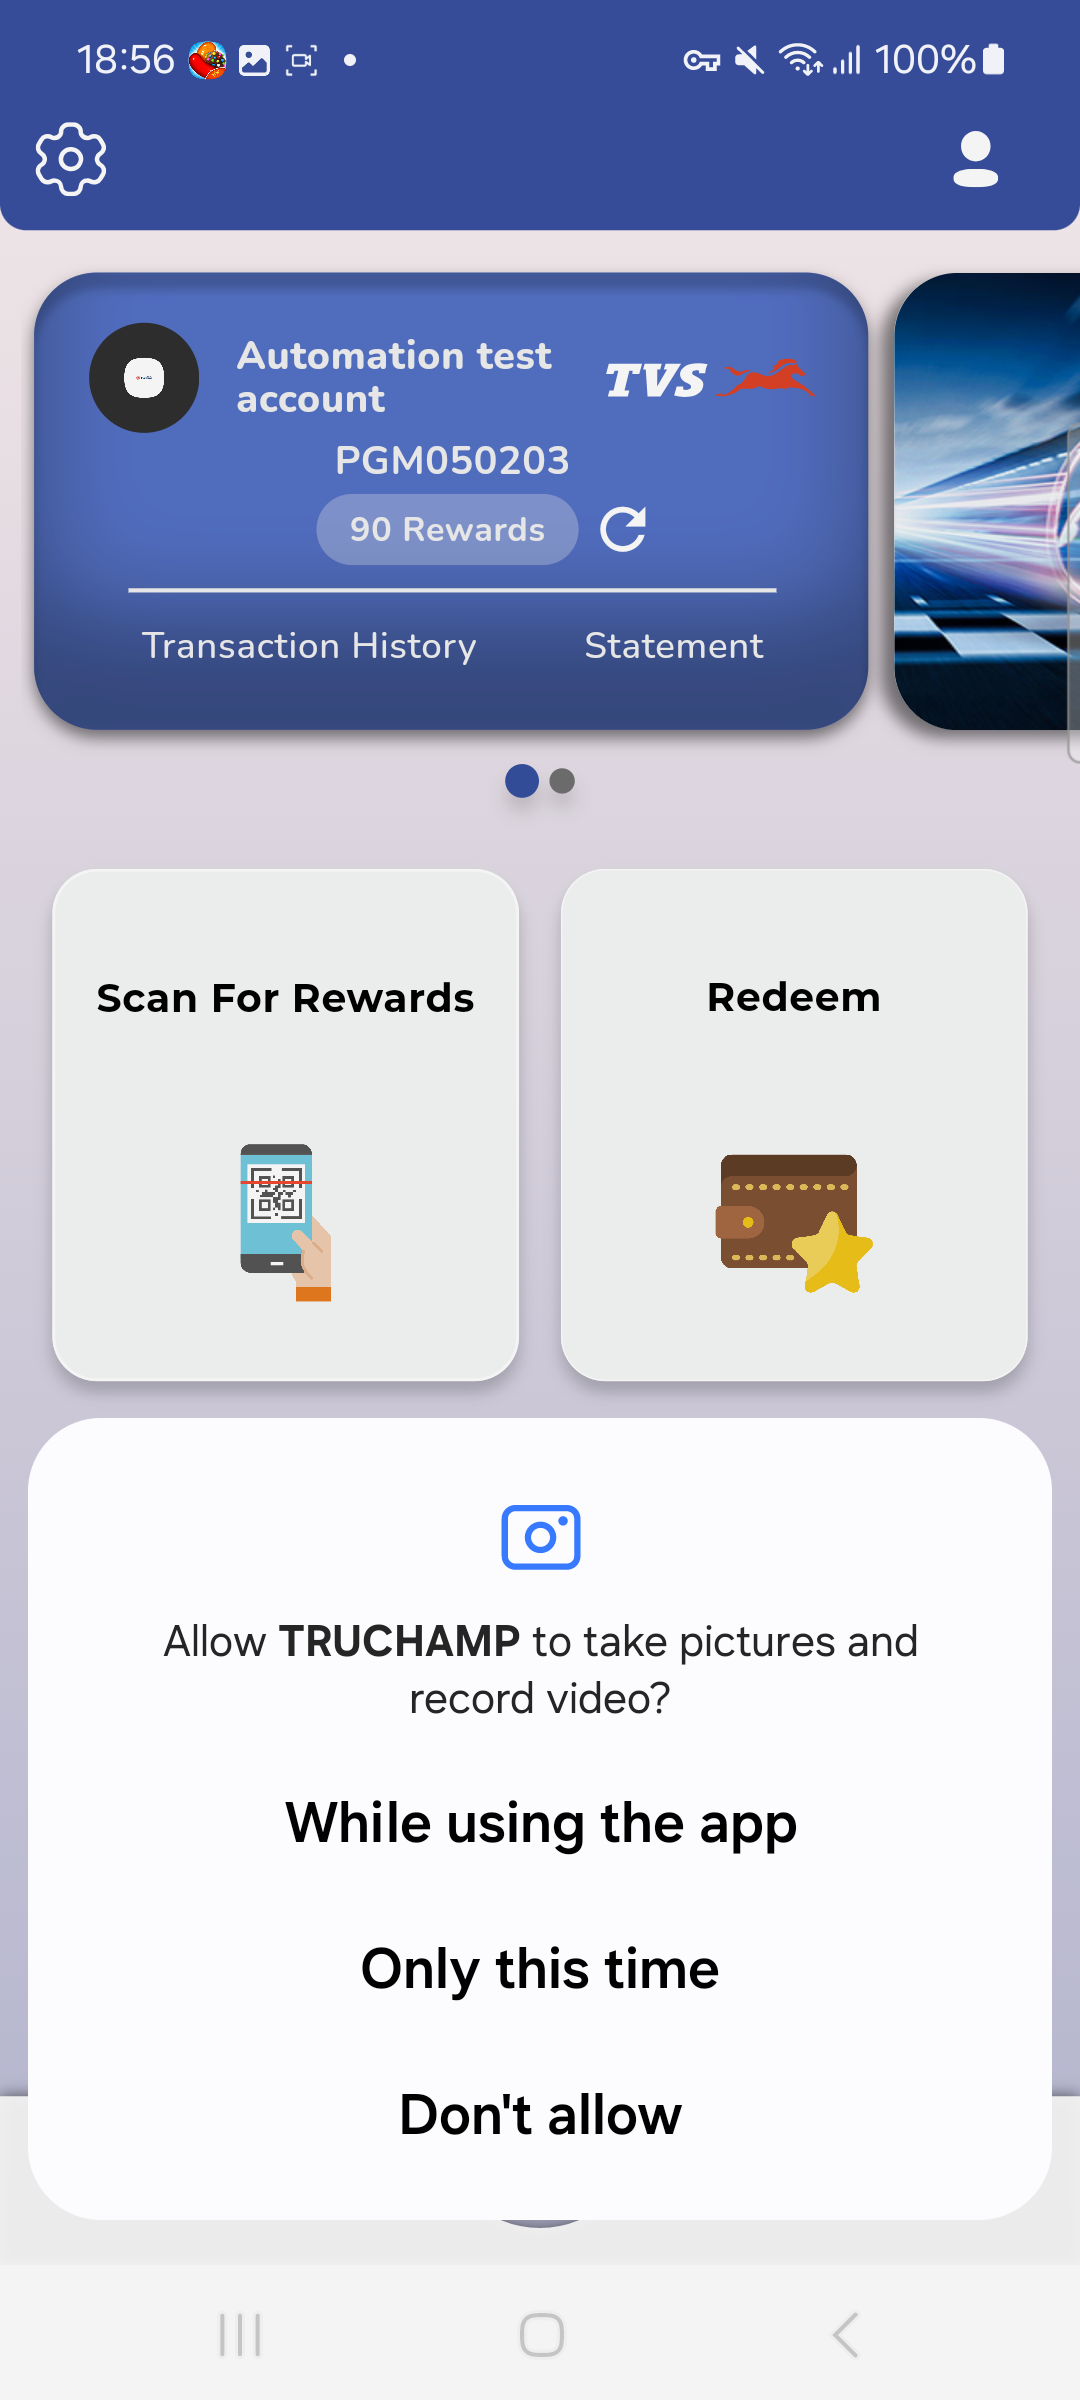 18:56
100%
Automation test
account
TVS
PGM050203
90 Rewards
Transaction History
Statement
Scan For Rewards
Redeem
Allow TRUCHAMP to take pictures and
record video?
While using the app
Only this time
Don't allow